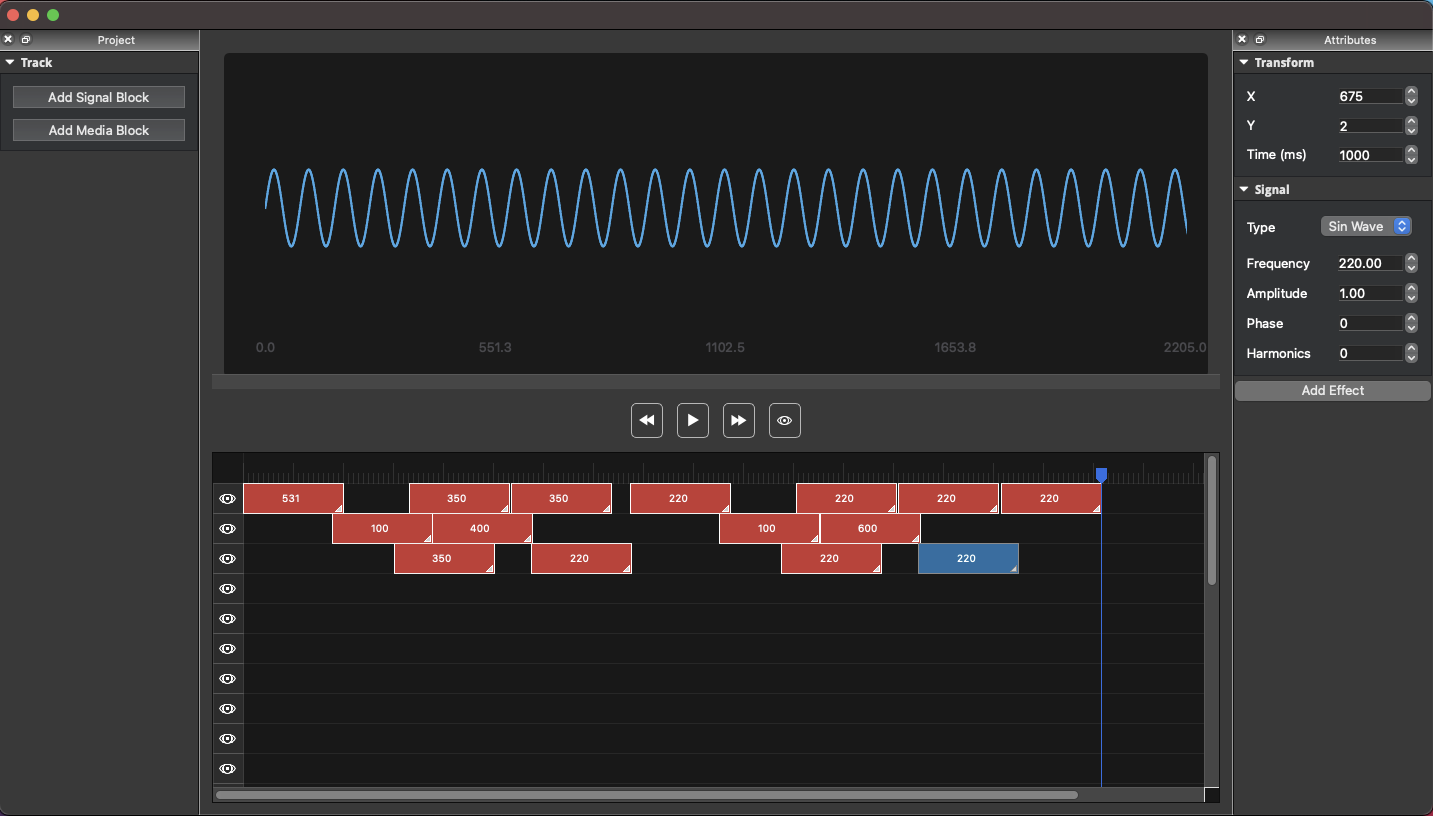 Project
Track
Add Signal Block
Add Media Block
0.0 551.3 1102.5 1653.8 2205.0
531 350 350 220 220 220 220
100 400 100 600
350 220 220 220
Attributes
Transform
X 675
Y 2
Time (ms) 1000
Signal
Type Sin Wave
Frequency 220.00
Amplitude 1.00
Phase 0
Harmonics 0
Add Effect